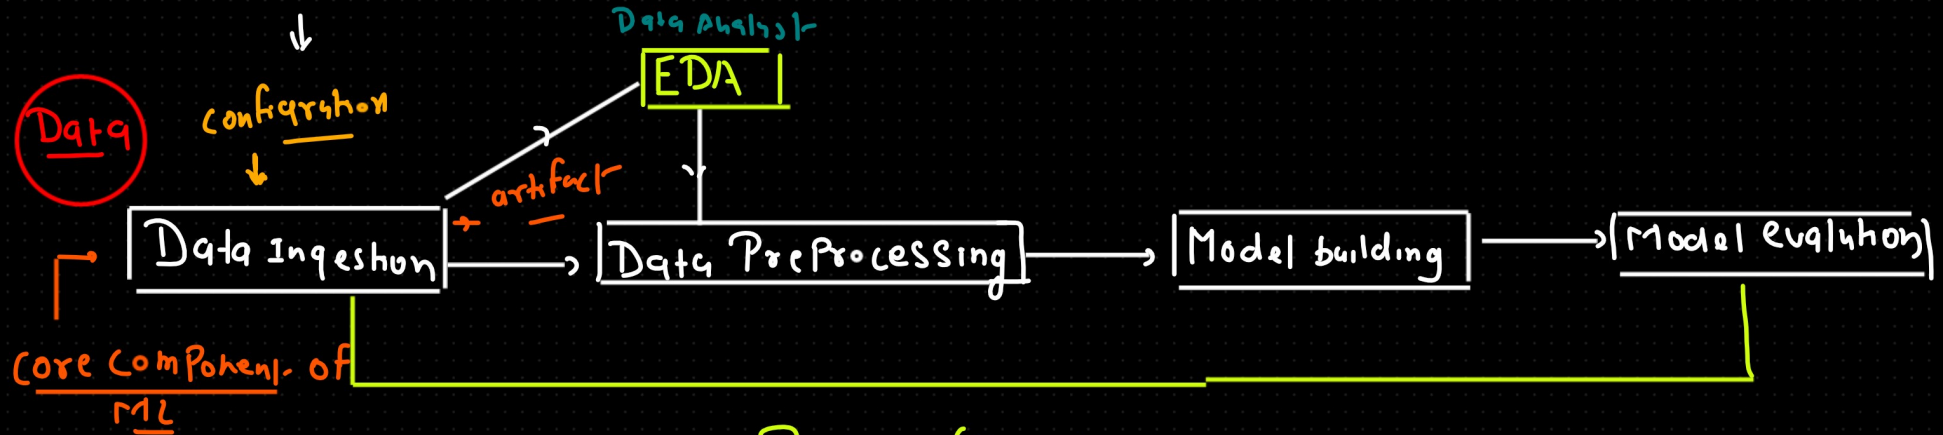 Data Analyst
EDA
Data
Configration
artifact
Data Ingestion
Data PreProcessing
Model building
Model evaluation
Core Component of
ML